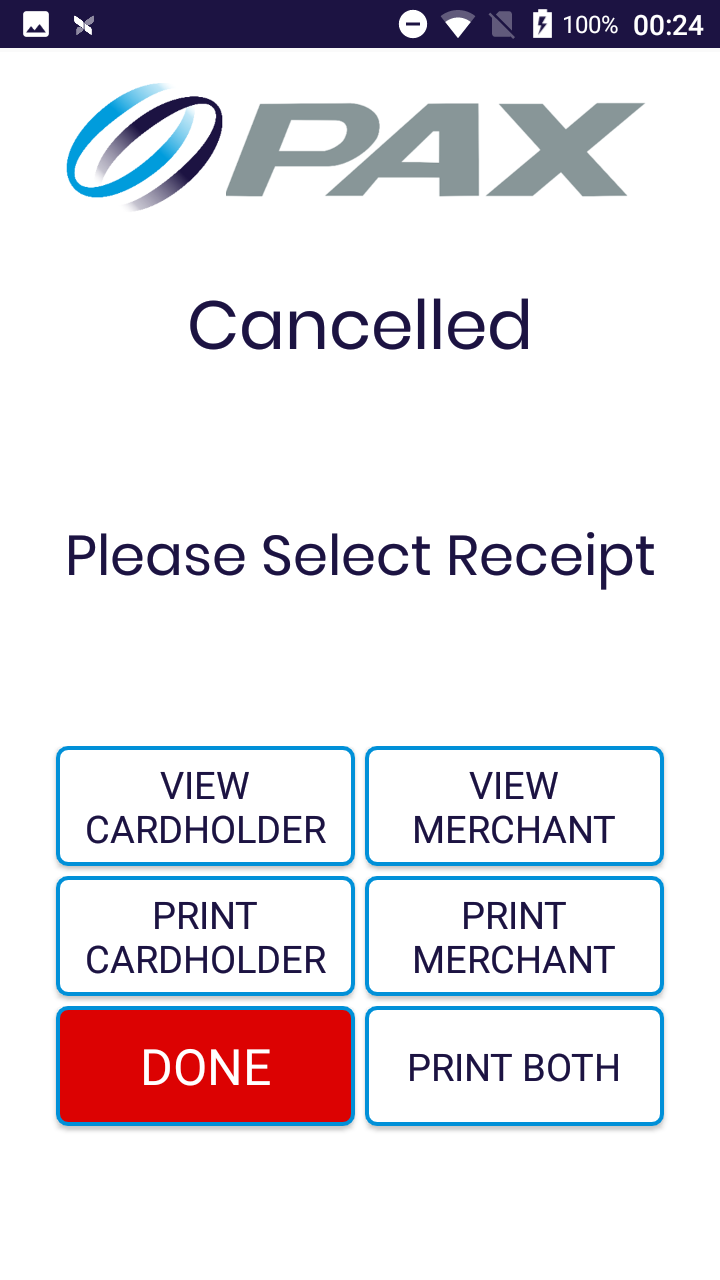 100% 00:24
PAX
Cancelled
Please Select Receipt
VIEW
CARDHOLDER
VIEW
MERCHANT
PRINT
CARDHOLDER
PRINT
MERCHANT
DONE
PRINT BOTH